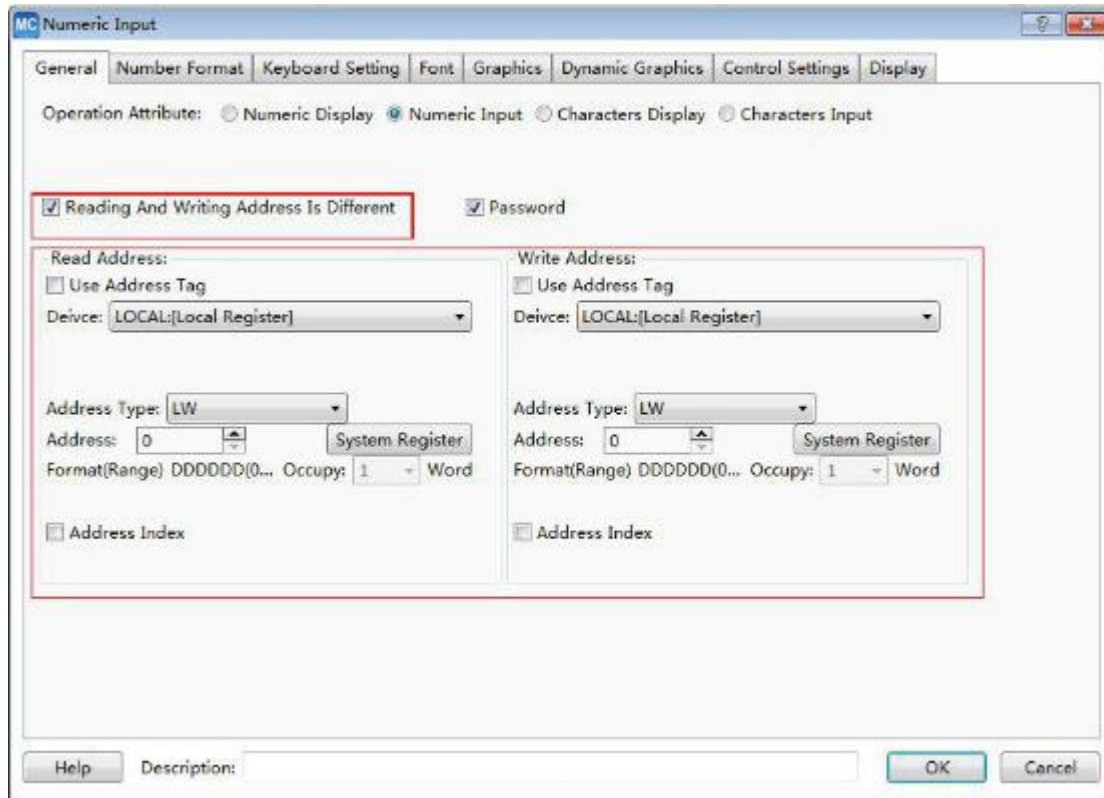 MC Numeric Input
General Number Format Keyboard Setting Font Graphics Dynamic Graphics Control Settings Display
Operation Attribute: Numeric Display Numeric Input Characters Display Characters Input
Reading And Writing Address Is Different Password
Read Address: Write Address:
Use Address Tag Use Address Tag
Deivce: LOCAL:[Local Register] Deivce: LOCAL:[Local Register]
Address Type: LW Address Type: LW
Address: 0 System Register Address: 0 System Register
Format(Range) DDDDDD(0... Occupy: 1 Word Format(Range) DDDDDD(0... Occupy: 1 Word
Address Index Address Index
Help Description: OK Cancel